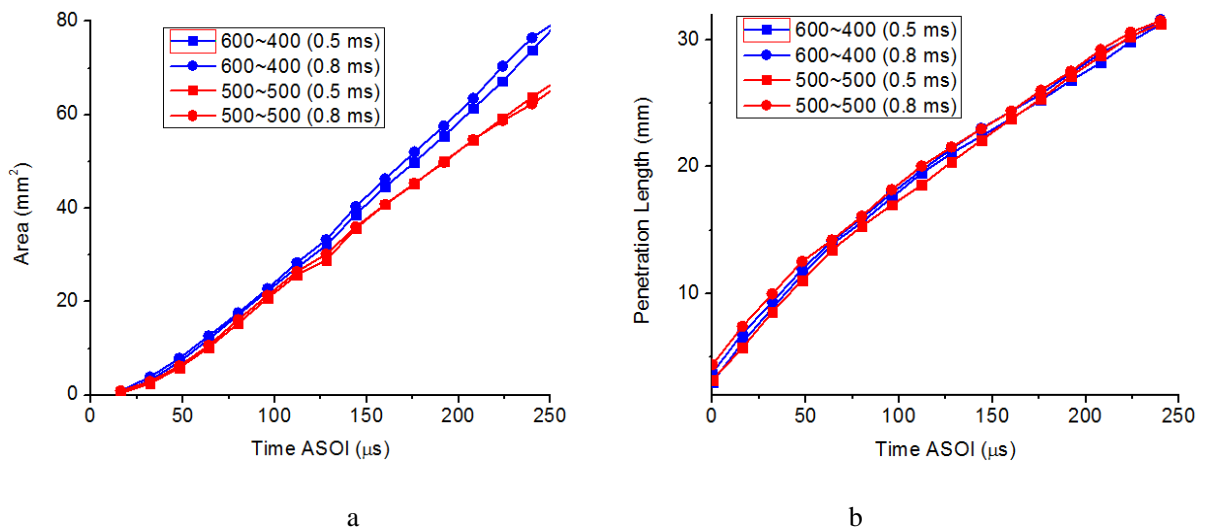 80
60
40
20
0
Area (mm²)
600~400 (0.5 ms)
600~400 (0.8 ms)
500~500 (0.5 ms)
500~500 (0.8 ms)
0 50 100 150 200 250
Time ASOI (μs)
a
30
20
10
Penetration Length (mm)
600~400 (0.5 ms)
600~400 (0.8 ms)
500~500 (0.5 ms)
500~500 (0.8 ms)
0 50 100 150 200 250
Time ASOI (μs)
b